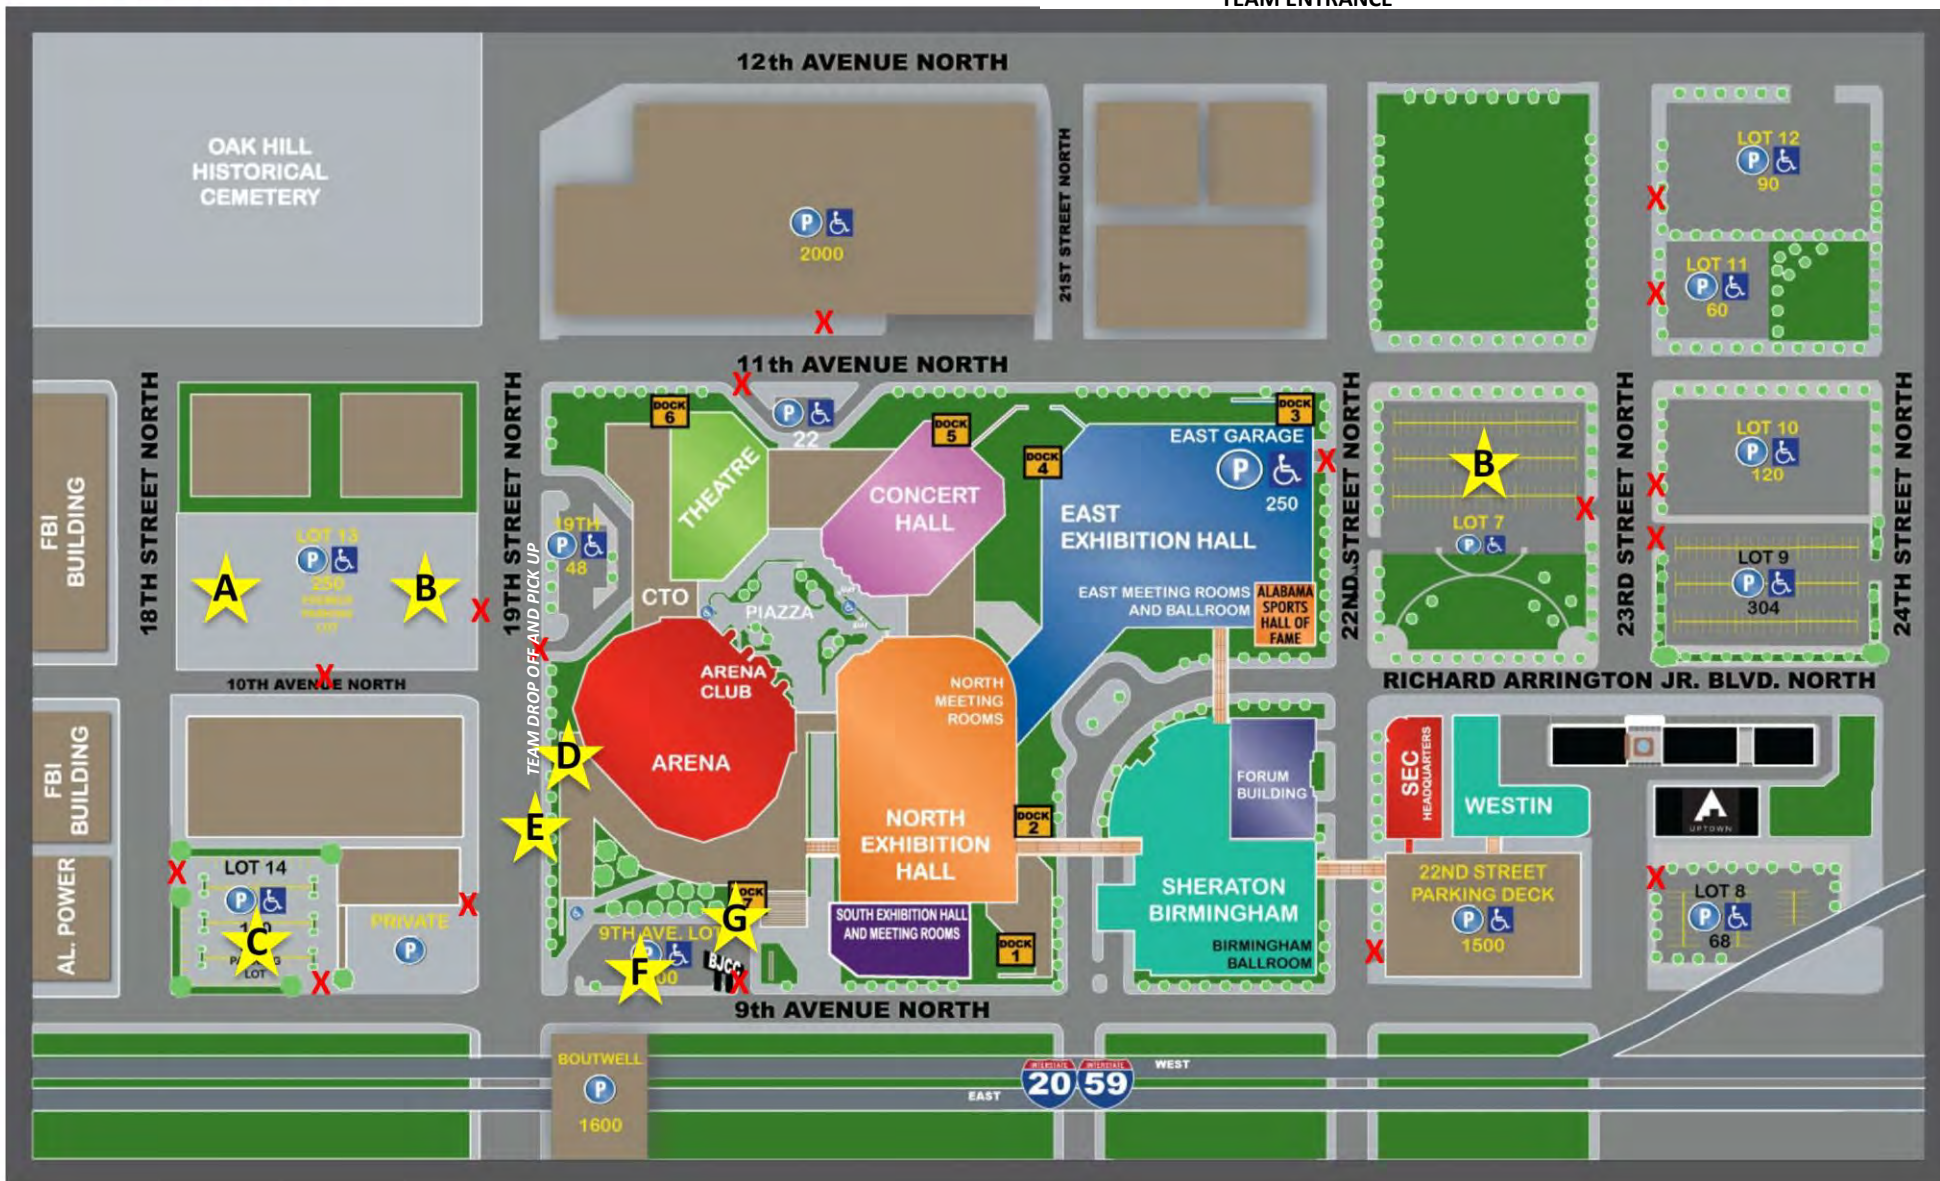 TEAM ENTRANCE
12th AVENUE NORTH
OAK HILL
HISTORICAL
CEMETERY
P
2000
21ST STREET NORTH
LOT 12
P
90
X
LOT 11
P
60
X
X
11th AVENUE NORTH
X
18TH STREET NORTH
19TH STREET NORTH
22ND STREET NORTH
23RD STREET NORTH
24TH STREET NORTH
FBI
BUILDING
LOT 13
P
250
A
B
X
X
10TH AVENUE NORTH
DOCK
6
P
22
DOCK
5
DOCK
4
DOCK
3
THEATRE
CONCERT
HALL
EAST GARAGE
P
250
X
EAST
EXHIBITION HALL
EAST MEETING ROOMS
AND BALLROOM
ALABAMA
SPORTS
HALL OF
FAME
19TH
P
48
X
TEAM DROP OFF AND PICK UP
CTO
PIAZZA
ARENA
CLUB
ARENA
NORTH
MEETING
ROOMS
NORTH
EXHIBITION
HALL
DOCK
2
B
LOT 7
P
X
LOT 10
P
120
X
X
LOT 9
P
304
RICHARD ARRINGTON JR. BLVD. NORTH
FBI
BUILDING
AL. POWER
D
E
FORUM
BUILDING
SEC
HEADQUARTERS
WESTIN
A
UPTOWN
SHERATON
BIRMINGHAM
BIRMINGHAM
BALLROOM
22ND STREET
PARKING DECK
P
1500
X
X
LOT 8
P
68
X
LOT 14
P
C
LOT
X
PRIVATE
P
X
DOCK
7
G
9TH AVE. LOT
F
BJCC
X
SOUTH EXHIBITION HALL
AND MEETING ROOMS
DOCK
1
9th AVENUE NORTH
BOUTWELL
P
1600
INTERSTATE
20
INTERSTATE
59
WEST
EAST